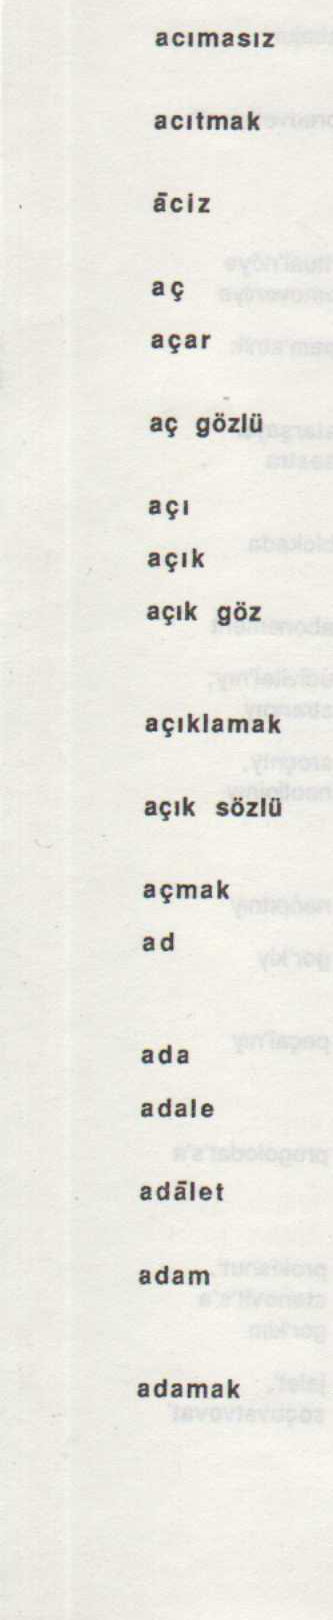 acımasız
acıtmak
āciz
aç
açar
aç gözlü
açı
açık
açık göz
açıklamak
açık sözlü
açmak
ad
ada
adale
adālet
adam
adamak